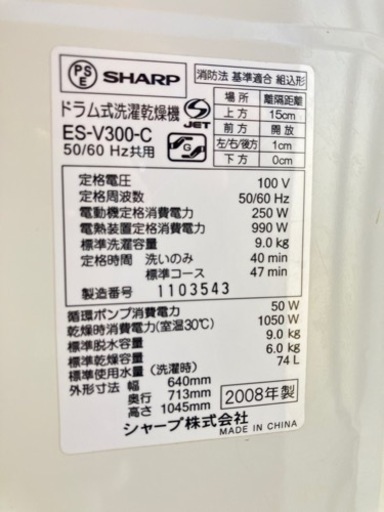 PS E SHARP
消防法 基準適合 組込形
場所 離隔距離
上方 15cm
前方 開放
左/右/後方 1cm
下方 0cm
ドラム式洗濯乾燥機 S JET
ES-V300-C
50/60 Hz共用 G
定格電圧 100 V
定格周波数 50/60 Hz
電動機定格消費電力 250 W
電熱装置定格消費電力 990 W
標準洗濯容量 9.0 kg
定格時間 洗いのみ 40 min
標準コース 47 min
製造番号 1103543
循環ポンプ消費電力 50 W
乾燥時消費電力(室温30℃) 1050 W
標準脱水容量 9.0 kg
標準乾燥容量 6.0 kg
標準使用水量(洗濯時) 74 L
外形寸法 幅 640mm
奥行 713mm
高さ 1045mm
2008年製
シャープ株式会社
MADE IN CHINA